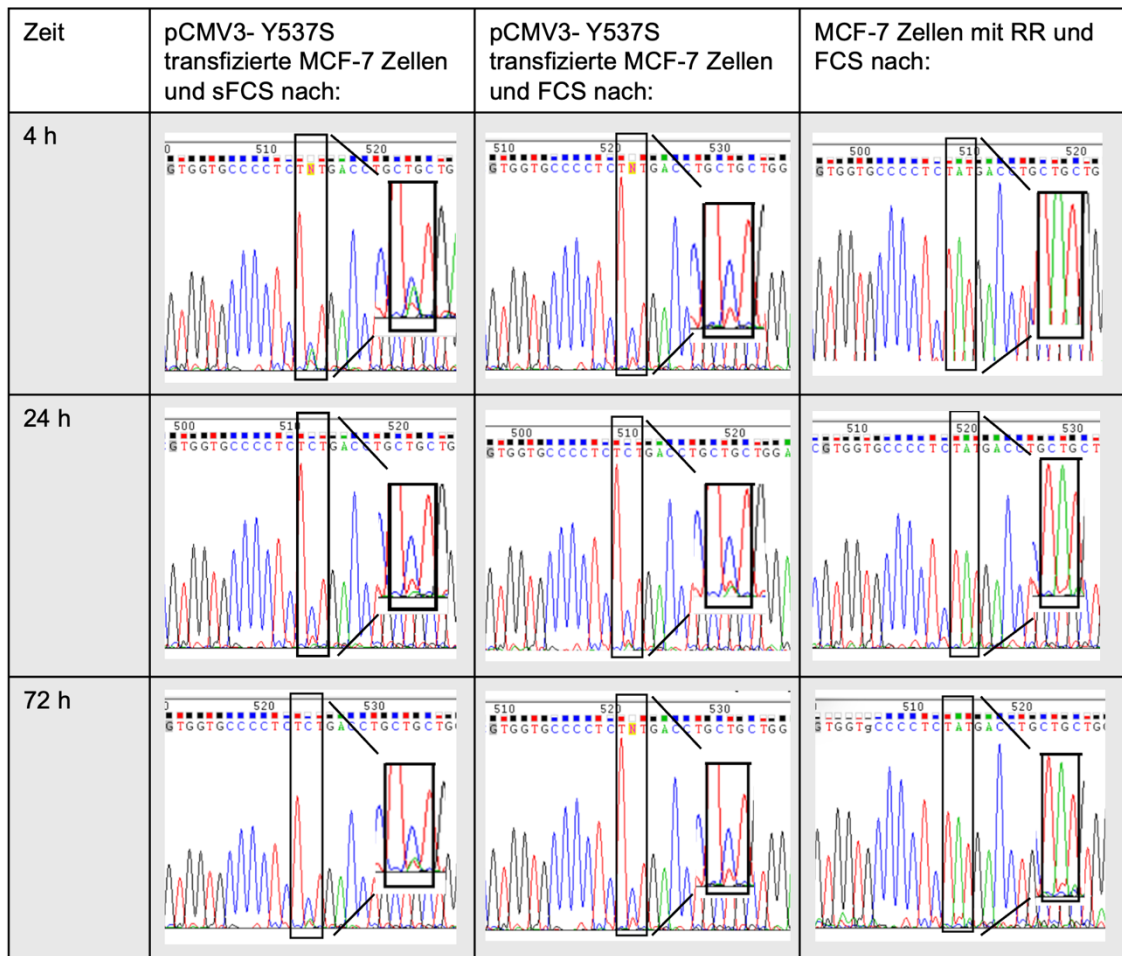 Zeit
pCMV3- Y537S
transfizierte MCF-7 Zellen
und sFCS nach:
pCMV3- Y537S
transfizierte MCF-7 Zellen
und FCS nach:
MCF-7 Zellen mit RR und
FCS nach:
4 h
0 510 520
GTGGTGCCCCTCTNTGACCTGCTGCTG
510 520 530
GTGGTGCCCCTCTNTGACCTGCTGCTGG
500 510 520
GTGGTGCCCCTCTATGACCTGCTGCTG
24 h
500 510 520
GTGGTGCCCCTCTCTGACCTGCTGCTG
500 510 520
GTGGTGCCCCTCTCTGACCTGCTGCTGGA
510 520 530
CGTGGTGCCCCTCTATGACCTGCTGCT
72 h
0 520 530
GTGGTGCCCCTCTCTGACCTGCTGCTG
510 520 530
GTGGTGCCCCTCTNTGACCTGCTGCTGG
510 520
GTGGTgCCCCTCTATGACCTGCTGCTG